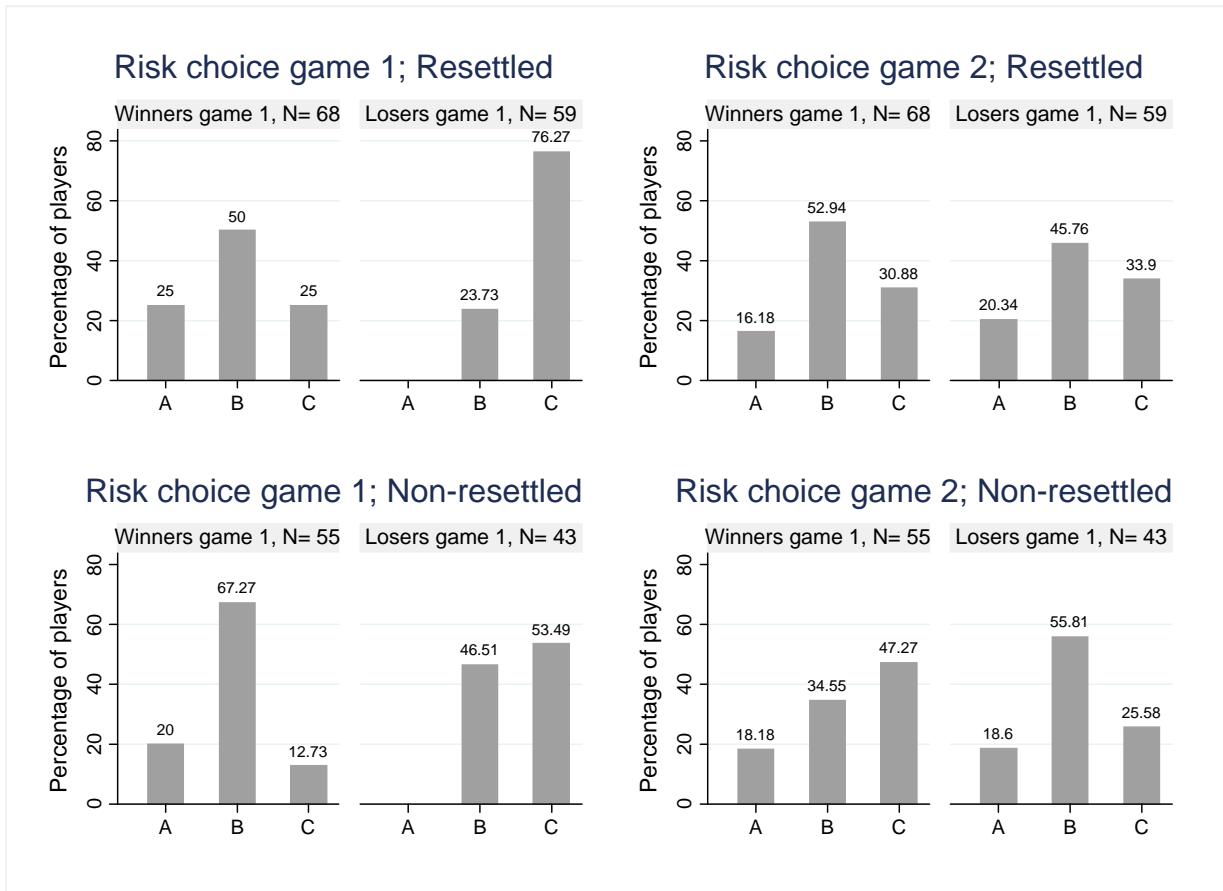 Risk choice game 1; Resettled
Winners game 1, N= 68
Losers game 1, N= 59
Percentage of players
80
60
40
20
0
25
50
25
23.73
76.27
A
B
C
A
B
C
Risk choice game 2; Resettled
Winners game 1, N= 68
Losers game 1, N= 59
Percentage of players
80
60
40
20
0
16.18
52.94
30.88
20.34
45.76
33.9
A
B
C
A
B
C
Risk choice game 1; Non-resettled
Winners game 1, N= 55
Losers game 1, N= 43
Percentage of players
80
60
40
20
0
20
67.27
12.73
46.51
53.49
A
B
C
A
B
C
Risk choice game 2; Non-resettled
Winners game 1, N= 55
Losers game 1, N= 43
Percentage of players
80
60
40
20
0
18.18
34.55
47.27
18.6
55.81
25.58
A
B
C
A
B
C